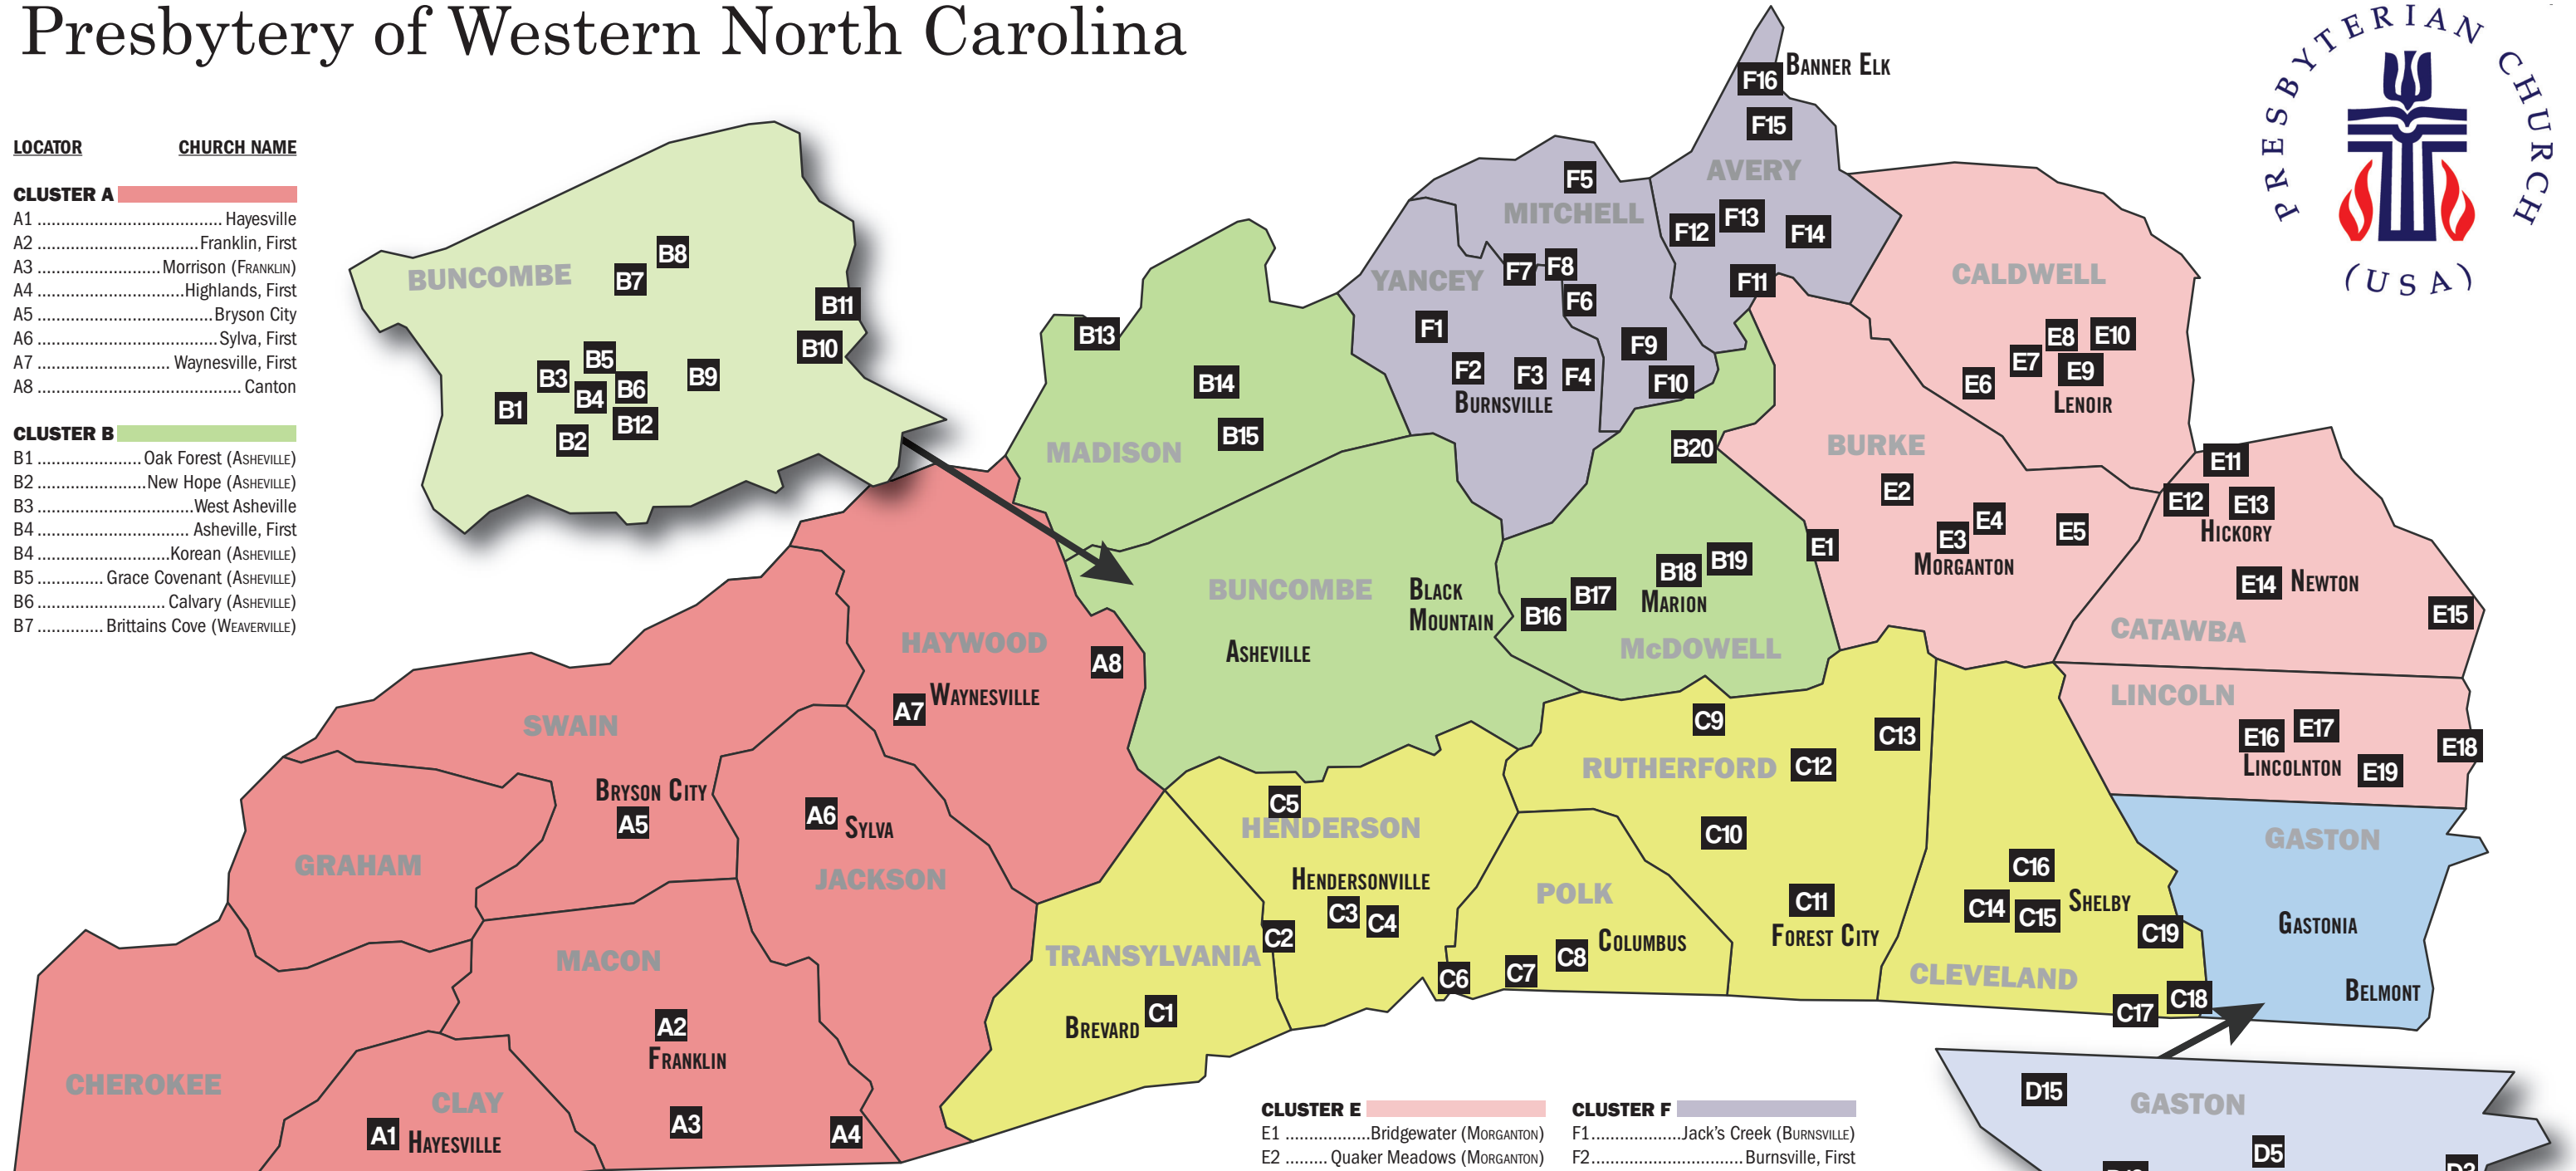 Presbytery of Western North Carolina
PRESBYTERIAN CHURCH
(USA)
LOCATOR CHURCH NAME
CLUSTER A
A1 Hayesville
A2 Franklin, First
A3 Morrison (Franklin)
A4 Highlands, First
A5 Bryson City
A6 Sylva, First
A7 Waynesville, First
A8 Canton
CLUSTER B
B1 Oak Forest (Asheville)
B2 New Hope (Asheville)
B3 West Asheville
B4 Asheville, First
B4 Korean (Asheville)
B5 Grace Covenant (Asheville)
B6 Calvary (Asheville)
B7 Brittains Cove (Weaverville)
BUNCOMBE
B8
B7
B11
B10
B5
B3
B6
B9
B4
B1
B12
B2
F16 Banner Elk
F15
AVERY
F5
MITCHELL
F13
F12
F14
F7
F8
F11
YANCEY
F6
F1
F9
F2
F3
F4
F10
Burnsville
CALDWELL
E8
E10
E7
E9
E6
Lenoir
B13
B14
B15
MADISON
B20
BURKE
E2
E4
E3
E5
E1
Morganton
E11
E12
E13
Hickory
E14 Newton
E15
CATAWBA
BUNCOMBE
Black
Mountain
Asheville
B19
B18
B17
B16
Marion
McDOWELL
LINCOLN
E17
E16
E18
Lincolnton
E19
HAYWOOD
A8
A7 Waynesville
SWAIN
Bryson City
A5
A6 Sylva
GRAHAM
JACKSON
C9
C13
RUTHERFORD
C12
C10
C11
Forest City
C5
HENDERSON
Hendersonville
C3
C4
C2
C6
POLK
Columbus
C8
C7
C16
C14
C15
Shelby
C19
CLEVELAND
C18
C17
GASTON
Gastonia
Belmont
TRANSYLVANIA
C1
Brevard
MACON
A2
Franklin
A3
A4
CHEROKEE
CLAY
A1 Hayesville
CLUSTER E
E1 Bridgewater (Morganton)
E2 Quaker Meadows (Morganton)
CLUSTER F
F1 Jack's Creek (Burnsville)
F2 Burnsville, First
D15
GASTON
D5